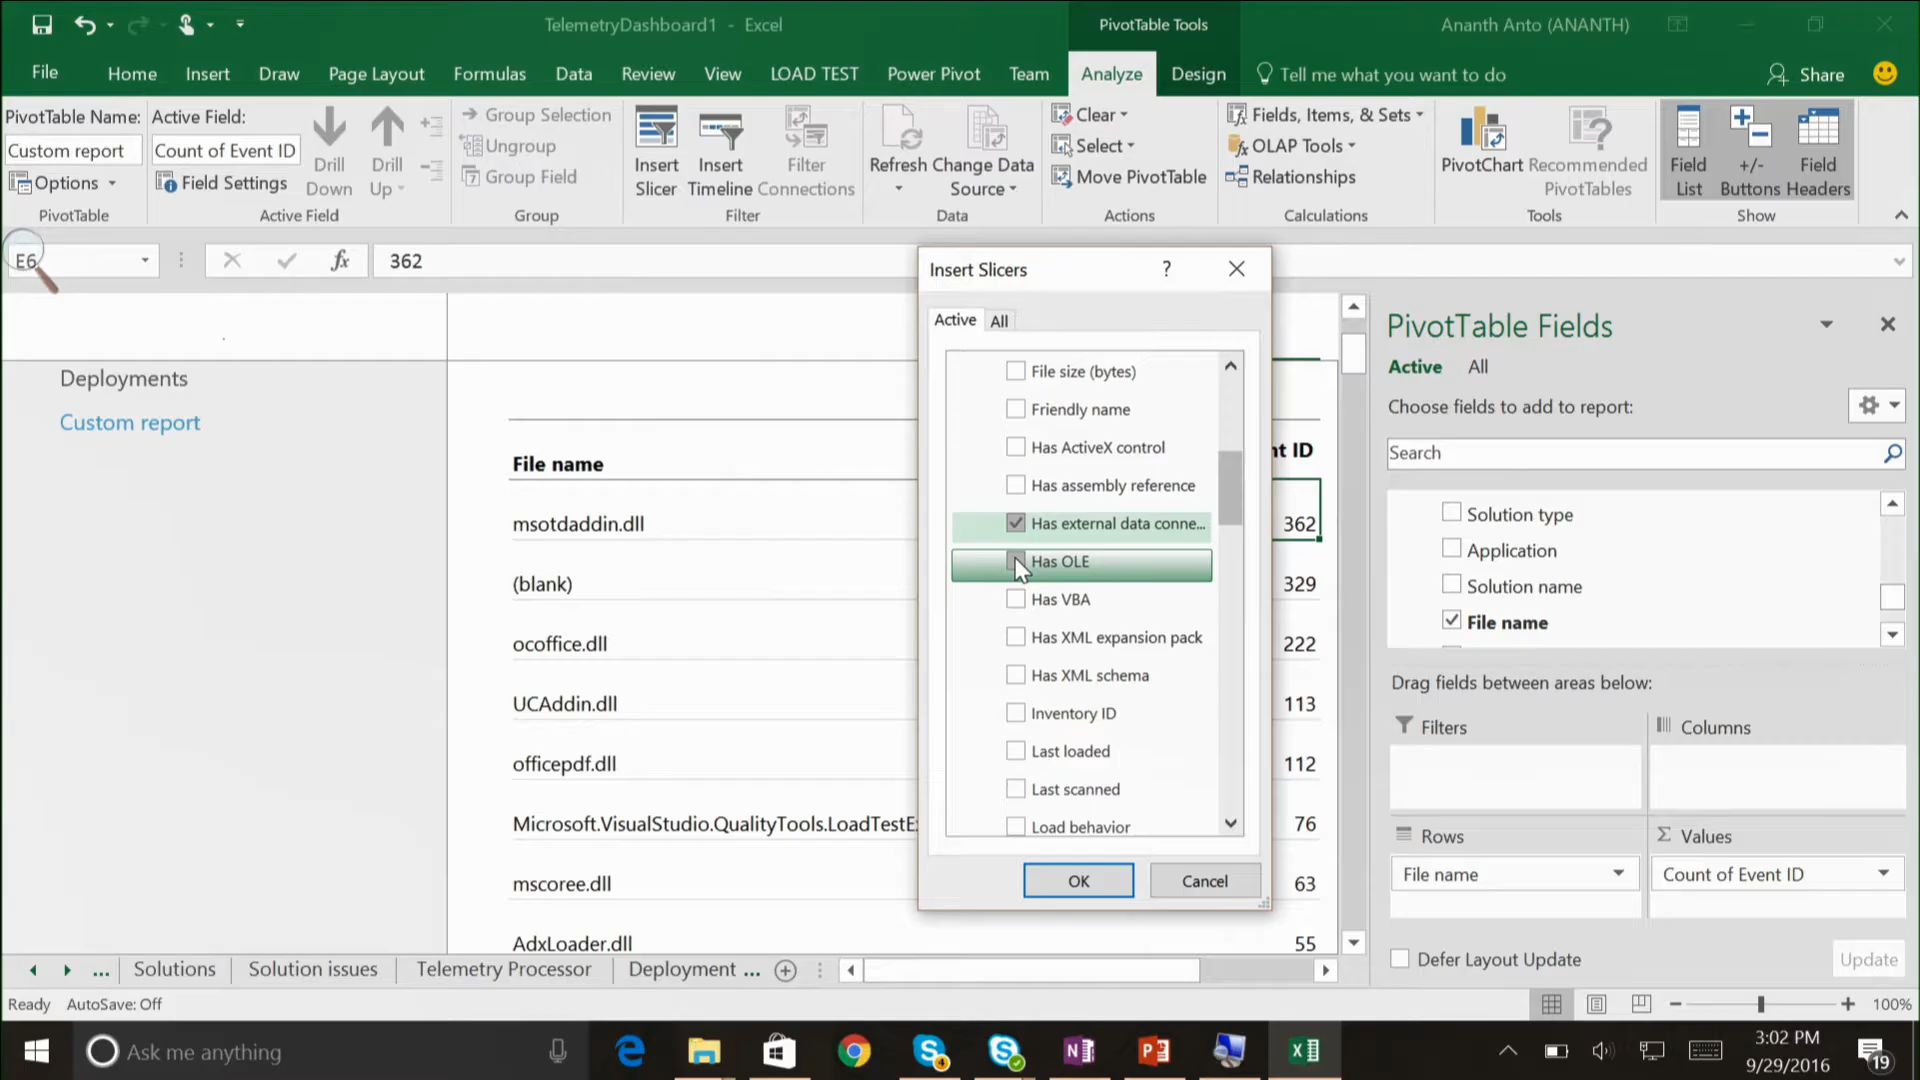 TelemetryDashboard1 - Excel
PivotTable Tools
Ananth Anto (ANANTH)
File
Home
Insert
Draw
Page Layout
Formulas
Data
Review
View
LOAD TEST
Power Pivot
Team
Analyze
Design
Tell me what you want to do
Share
PivotTable Name:
Custom report
Options
PivotTable
Active Field:
Count of Event ID
Field Settings
Drill Down
Drill Up
Active Field
Group Selection
Ungroup
Group Field
Group
Insert Slicer
Insert Timeline
Filter Connections
Filter
Refresh
Change Data Source
Data
Clear
Select
Move PivotTable
Actions
Fields, Items, & Sets
OLAP Tools
Relationships
Calculations
PivotChart
Recommended PivotTables
Tools
Field List
+/- Buttons
Field Headers
Show
E6
fx
362
Deployments
Custom report
File name
nt ID
msotdaddin.dll
362
(blank)
329
ocoffice.dll
222
UCAddin.dll
113
officepdf.dll
112
Microsoft.VisualStudio.QualityTools.LoadTestEx
76
mscoree.dll
63
AdxLoader.dll
55
Insert Slicers
?
Active
All
File size (bytes)
Friendly name
Has ActiveX control
Has assembly reference
Has external data conne...
Has OLE
Has VBA
Has XML expansion pack
Has XML schema
Inventory ID
Last loaded
Last scanned
Load behavior
OK
Cancel
PivotTable Fields
Active
All
Choose fields to add to report:
Search
Solution type
Application
Solution name
File name
Drag fields between areas below:
Filters
Columns
Rows
Σ Values
File name
Count of Event ID
Defer Layout Update
Update
...
Solutions
Solution issues
Telemetry Processor
Deployment ...
Ready
AutoSave: Off
100%
Ask me anything
4
3:02 PM
9/29/2016
19